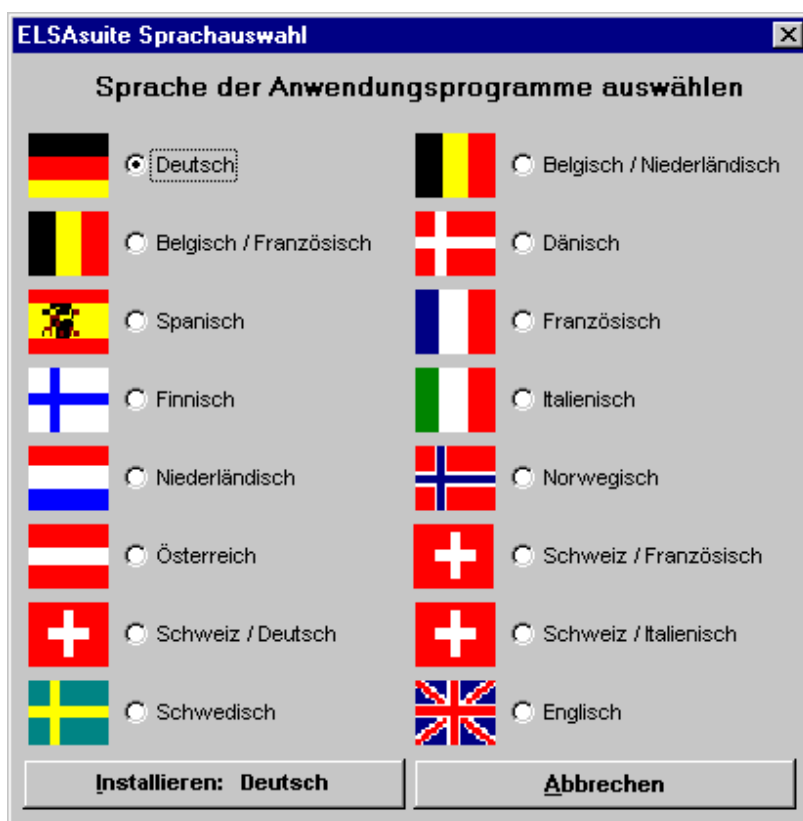 ELSAsuite Sprachauswahl
Sprache der Anwendungsprogramme auswählen
Deutsch
Belgisch / Niederländisch
Belgisch / Französisch
Dänisch
Spanisch
Französisch
Finnisch
Italienisch
Niederländisch
Norwegisch
Österreich
Schweiz / Französisch
Schweiz / Deutsch
Schweiz / Italienisch
Schwedisch
Englisch
Installieren: Deutsch
Abbrechen